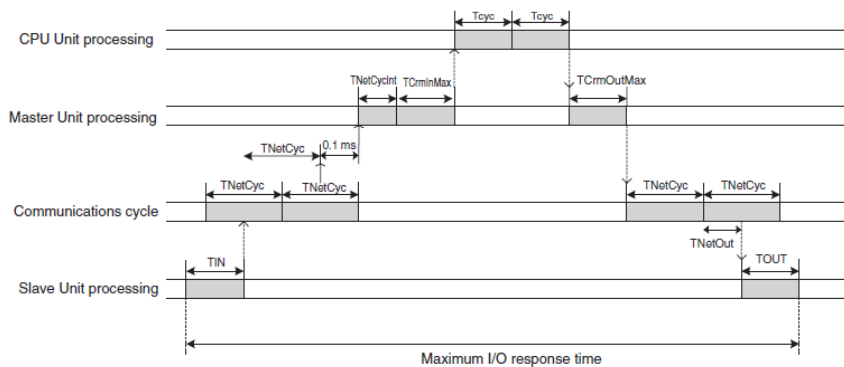 Tcyc Tcyc
CPU Unit processing
TNetCycInt TCrmInMax TCrmOutMax
Master Unit processing
TNetCyc 0.1 ms
TNetCyc TNetCyc TNetCyc TNetCyc
Communications cycle
TNetOut
TIN TOUT
Slave Unit processing
Maximum I/O response time